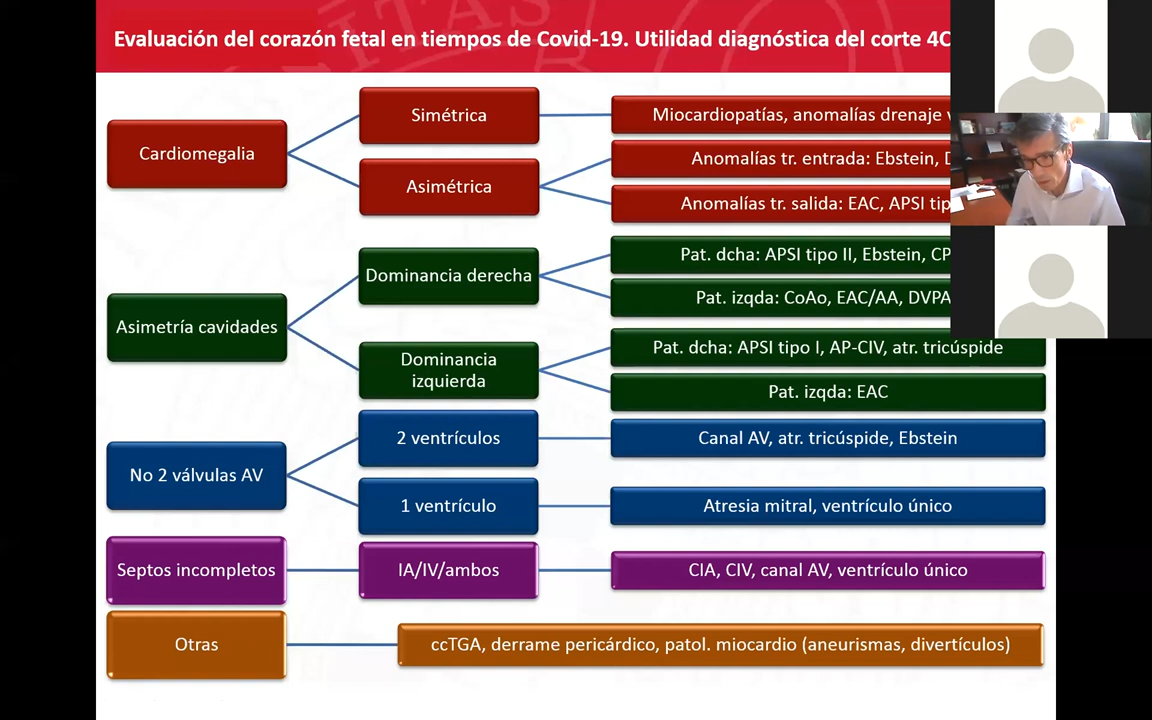 Evaluación del corazón fetal en tiempos de Covid-19. Utilidad diagnóstica del corte 4C
Cardiomegalia
Simétrica
Miocardiopatías, anomalías drenaje
Asimétrica
Anomalías tr. entrada: Ebstein,
Anomalías tr. salida: EAC, APSI
Asimetría cavidades
Dominancia derecha
Pat. dcha: APSI tipo II, Ebstein, CP
Pat. izqda: CoAo, EAC/AA, DVPA
Dominancia
izquierda
Pat. dcha: APSI tipo I, AP-CIV, atr. tricúspide
Pat. izqda: EAC
No 2 válvulas AV
2 ventrículos
Canal AV, atr. tricúspide, Ebstein
1 ventrículo
Atresia mitral, ventrículo único
Septos incompletos
IA/IV/ambos
CIA, CIV, canal AV, ventrículo único
Otras
ccTGA, derrame pericárdico, patol. miocardio (aneurismas, divertículos)